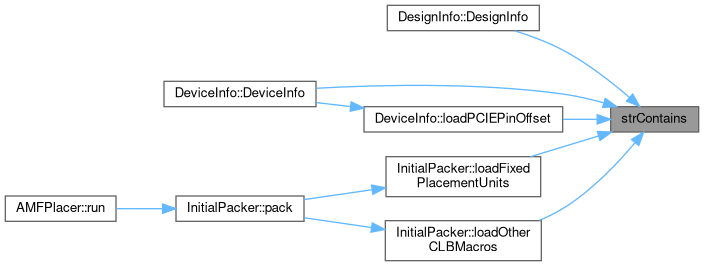 DesignInfo::DesignInfo
DeviceInfo::DeviceInfo
DeviceInfo::loadPCIEPinOffset
strContains
InitialPacker::loadFixed
PlacementUnits
AMFPlacer::run
InitialPacker::pack
InitialPacker::loadOther
CLBMacros